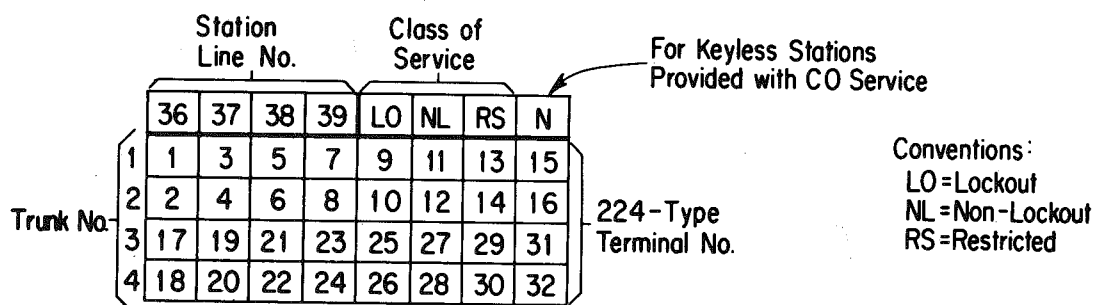 Station
Line No.
Class of
Service
For Keyless Stations
Provided with CO Service
36 37 38 39 LO NL RS N
1 1 3 5 7 9 11 13 15
2 2 4 6 8 10 12 14 16
3 17 19 21 23 25 27 29 31
4 18 20 22 24 26 28 30 32
Trunk No.
224-Type
Terminal No.
Conventions:
LO=Lockout
NL=Non-Lockout
RS=Restricted